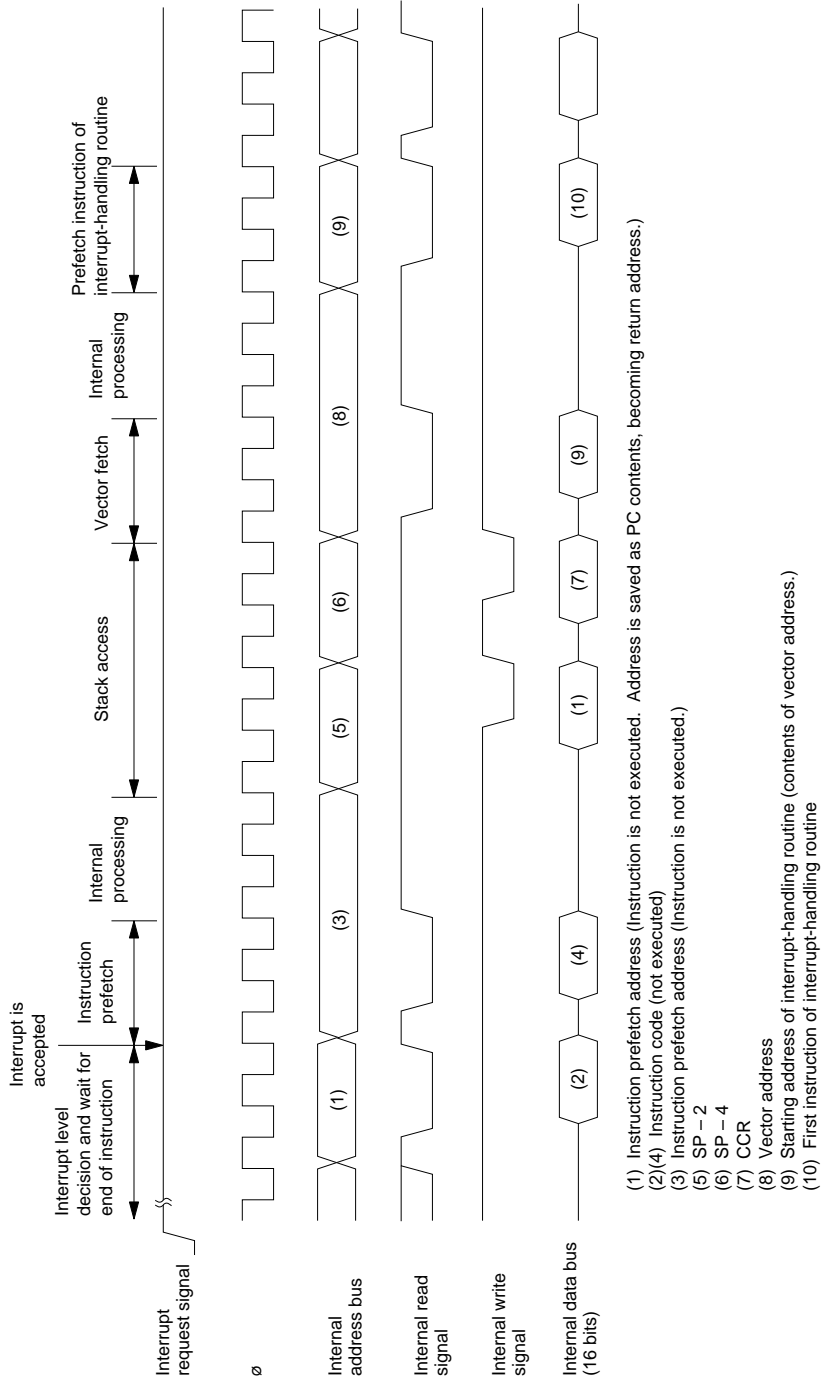 Interrupt is
accepted
Interrupt level
decision and wait for
end of instruction
Instruction
prefetch
Internal
processing
Stack access
Vector fetch
Internal
processing
Prefetch instruction of
interrupt-handling routine
Interrupt
request signal
ø
Internal
address bus
(1)
(3)
(5)
(6)
(8)
(9)
Internal read
signal
Internal write
signal
Internal data bus
(16 bits)
(2)
(4)
(1)
(7)
(9)
(10)
(1) Instruction prefetch address (Instruction is not executed. Address is saved as PC contents, becoming return address.)
(2)(4) Instruction code (not executed)
(3) Instruction prefetch address (Instruction is not executed.)
(5) SP – 2
(6) SP – 4
(7) CCR
(8) Vector address
(9) Starting address of interrupt-handling routine (contents of vector address.)
(10) First instruction of interrupt-handling routine